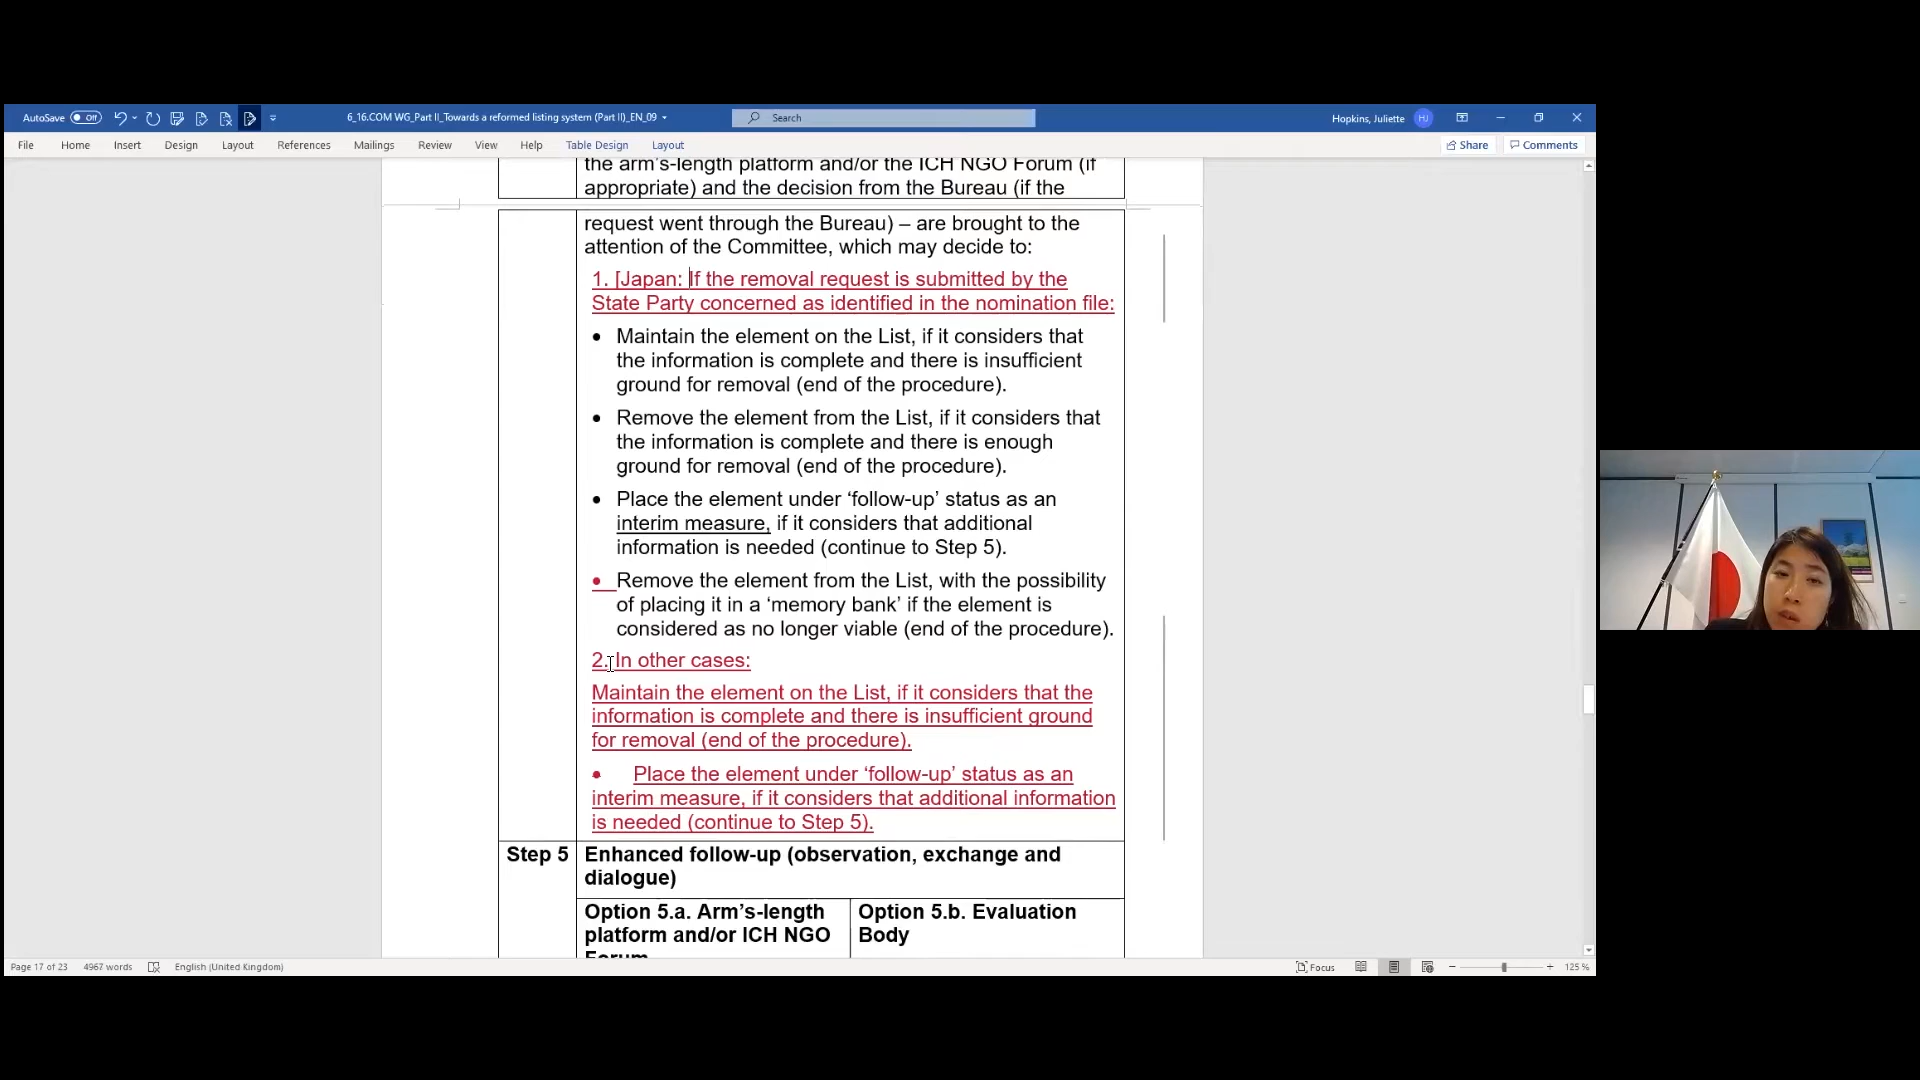 AutoSave Off
6_16.COM WG_Part II_Towards a reformed listing system (Part II)_EN_09
Search
Hopkins, Juliette HJ
File Home Insert Design Layout References Mailings Review View Help Table Design Layout
Share Comments
the arm’s-length platform and/or the ICH NGO Forum (if
appropriate) and the decision from the Bureau (if the
request went through the Bureau) – are brought to the
attention of the Committee, which may decide to:
1. [Japan: If the removal request is submitted by the
State Party concerned as identified in the nomination file:
• Maintain the element on the List, if it considers that
the information is complete and there is insufficient
ground for removal (end of the procedure).
• Remove the element from the List, if it considers that
the information is complete and there is enough
ground for removal (end of the procedure).
• Place the element under ‘follow-up’ status as an
interim measure, if it considers that additional
information is needed (continue to Step 5).
• Remove the element from the List, with the possibility
of placing it in a ‘memory bank’ if the element is
considered as no longer viable (end of the procedure).
2. In other cases:
Maintain the element on the List, if it considers that the
information is complete and there is insufficient ground
for removal (end of the procedure).
• Place the element under ‘follow-up’ status as an
interim measure, if it considers that additional information
is needed (continue to Step 5).
Step 5 Enhanced follow-up (observation, exchange and
dialogue)
Option 5.a. Arm’s-length
platform and/or ICH NGO
Forum
Option 5.b. Evaluation
Body
Page 17 of 23 4967 words English (United Kingdom)
Focus
125 %